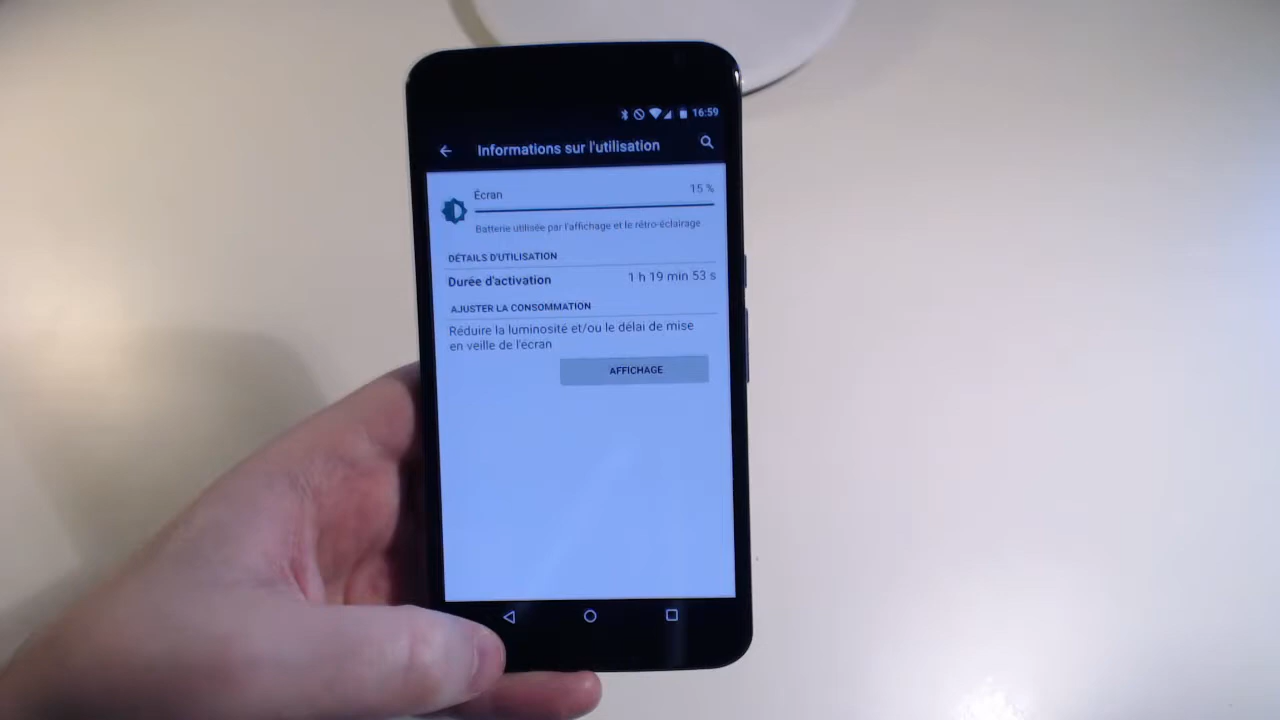 16:59
Informations sur l'utilisation
Écran 15 %
Batterie utilisée par l'affichage et le rétro-éclairage
DÉTAILS D'UTILISATION
Durée d'activation 1 h 19 min 53 s
AJUSTER LA CONSOMMATION
Réduire la luminosité et/ou le délai de mise
en veille de l'écran
AFFICHAGE